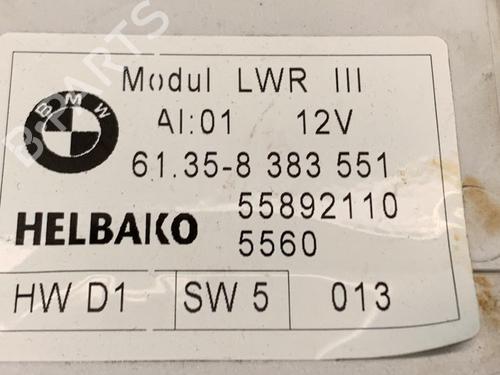 Modul LWR III
BMW
AI:01 12V
61.35-8 383 551
HELBAKO
55892110
5560
HW D1 SW 5 013